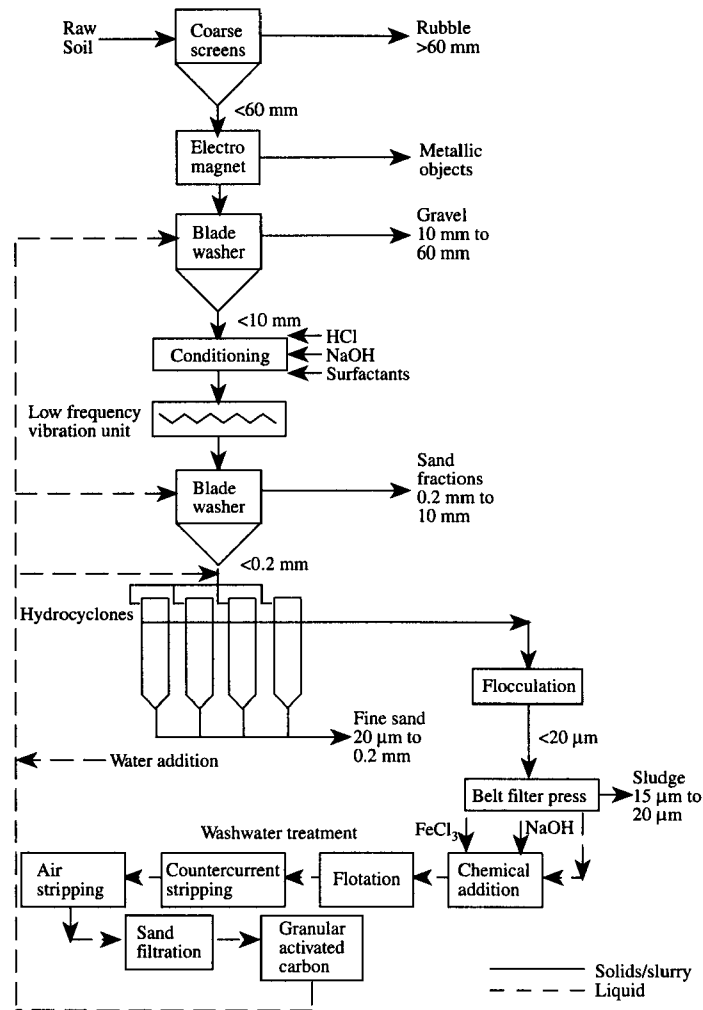 Raw
Soil
Coarse
screens
Rubble
>60 mm
<60 mm
Electro
magnet
Metallic
objects
Blade
washer
Gravel
10 mm to
60 mm
<10 mm
HCl
Conditioning
NaOH
Surfactants
Low frequency
vibration unit
Blade
washer
Sand
fractions
0.2 mm to
10 mm
<0.2 mm
Hydrocyclones
Flocculation
Fine sand
20 μm to
0.2 mm
<20 μm
Water addition
Belt filter press
Sludge
15 μm to
20 μm
FeCl3
NaOH
Washwater treatment
Air
stripping
Countercurrent
stripping
Flotation
Chemical
addition
Sand
filtration
Granular
activated
carbon
Solids/slurry
Liquid